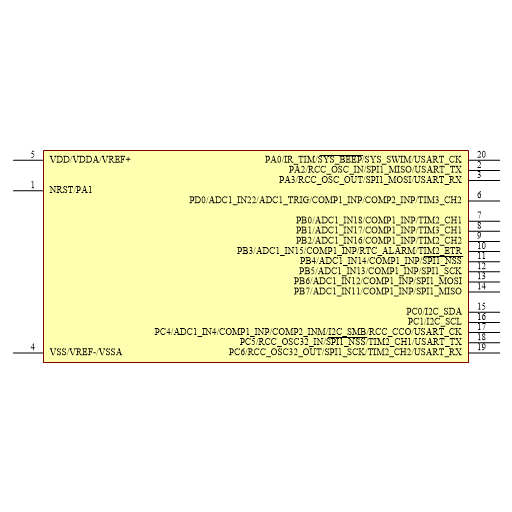 5 VDD/VDDA/VREF+ PA0/IR_TIM/SYS_BEEP/SYS_SWIM/USART_CK 20
PA2/RCC_OSC_IN/SPI1_MISO/USART_TX 2
PA3/RCC_OSC_OUT/SPI1_MOSI/USART_RX 3
1 NRST/PA1
PD0/ADC1_IN22/ADC1_TRIG/COMP1_INP/COMP2_INP/TIM3_CH2 6
PB0/ADC1_IN18/COMP1_INP/TIM2_CH1 7
PB1/ADC1_IN17/COMP1_INP/TIM3_CH1 8
PB2/ADC1_IN16/COMP1_INP/TIM2_CH2 9
PB3/ADC1_IN15/COMP1_INP/RTC_ALARM/TIM2_ETR 10
PB4/ADC1_IN14/COMP1_INP/SPI1_NSS 11
PB5/ADC1_IN13/COMP1_INP/SPI1_SCK 12
PB6/ADC1_IN12/COMP1_INP/SPI1_MOSI 13
PB7/ADC1_IN11/COMP1_INP/SPI1_MISO 14
PC0/I2C_SDA 15
PC1/I2C_SCL 16
PC4/ADC1_IN4/COMP1_INP/COMP2_INM/I2C_SMB/RCC_CCO/USART_CK 17
PC5/RCC_OSC32_IN/SPI1_NSS/TIM2_CH1/USART_TX 18
4 VSS/VREF-/VSSA PC6/RCC_OSC32_OUT/SPI1_SCK/TIM2_CH2/USART_RX 19